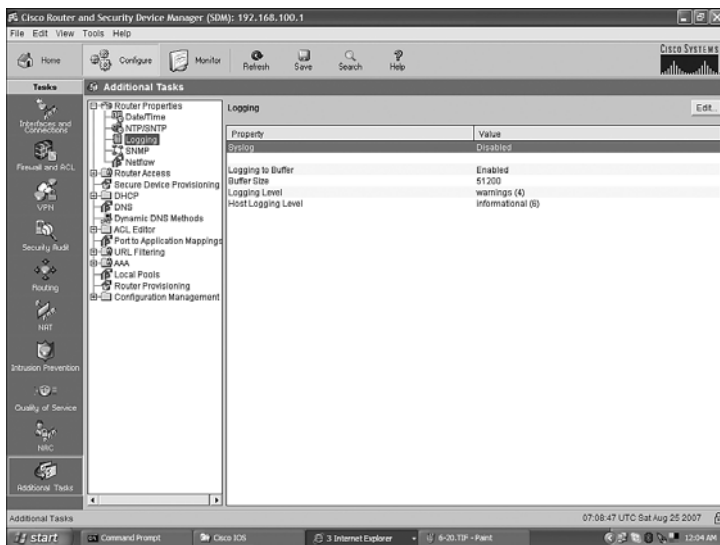 Cisco Router and Security Device Manager (SDM): 192.168.100.1
File Edit View Tools Help
Home Configure Monitor Refresh Save Search Help
CISCO SYSTEMS
Tasks
Interfaces and Connections
Firewall and ACL
VPN
Security Audit
Routing
NAT
Intrusion Prevention
Quality of Service
NAC
Additional Tasks
Additional Tasks
Router Properties
Date/Time
NTP/SNTP
Logging
SNMP
Netflow
Router Access
Secure Device Provisioning
DHCP
DNS
Dynamic DNS Methods
ACL Editor
Port to Application Mappings
URL Filtering
AAA
Local Pools
Router Provisioning
Configuration Management
Logging
Edit...
Property Value
Syslog Disabled
Logging to Buffer Enabled
Buffer Size 51200
Logging Level warnings (4)
Host Logging Level informational (6)
Additional Tasks
07:08:47 UTC Sat Aug 25 2007
start
Command Prompt
Cisco IOS
3 Internet Explorer
6-20.TIF - Paint
12:04 AM